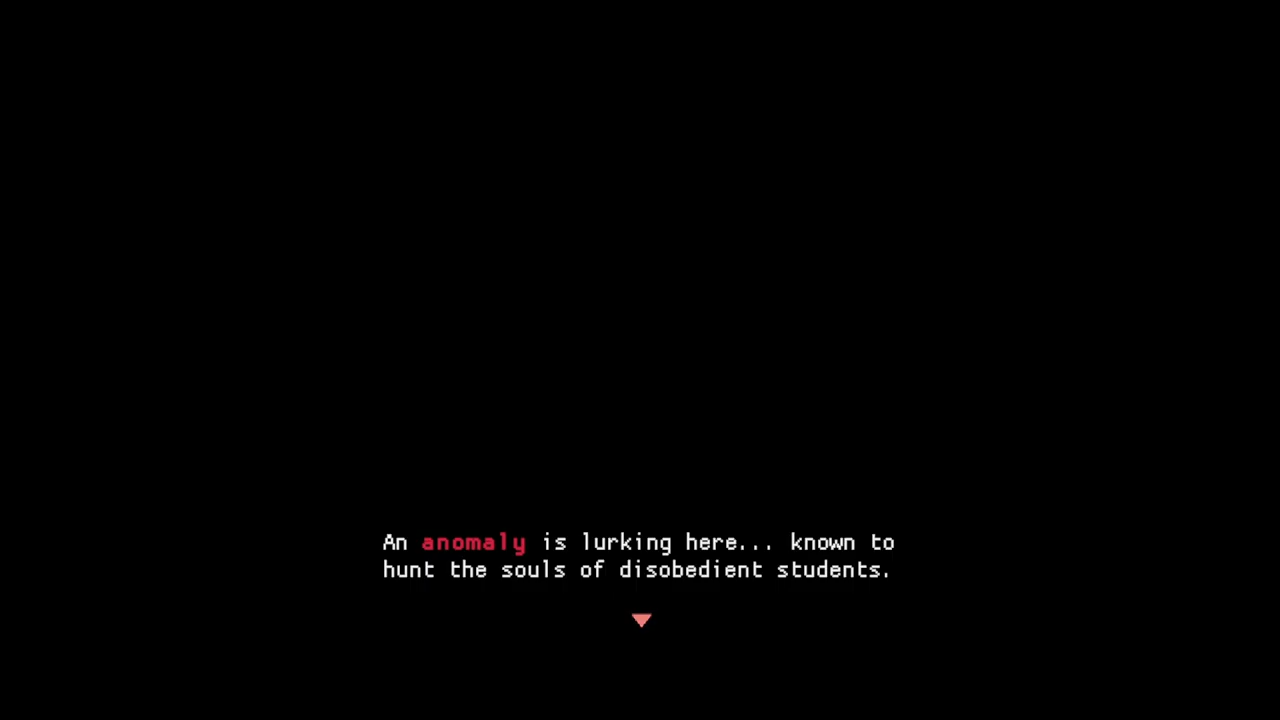 An anomaly is lurking here... known to
hunt the souls of disobedient students.